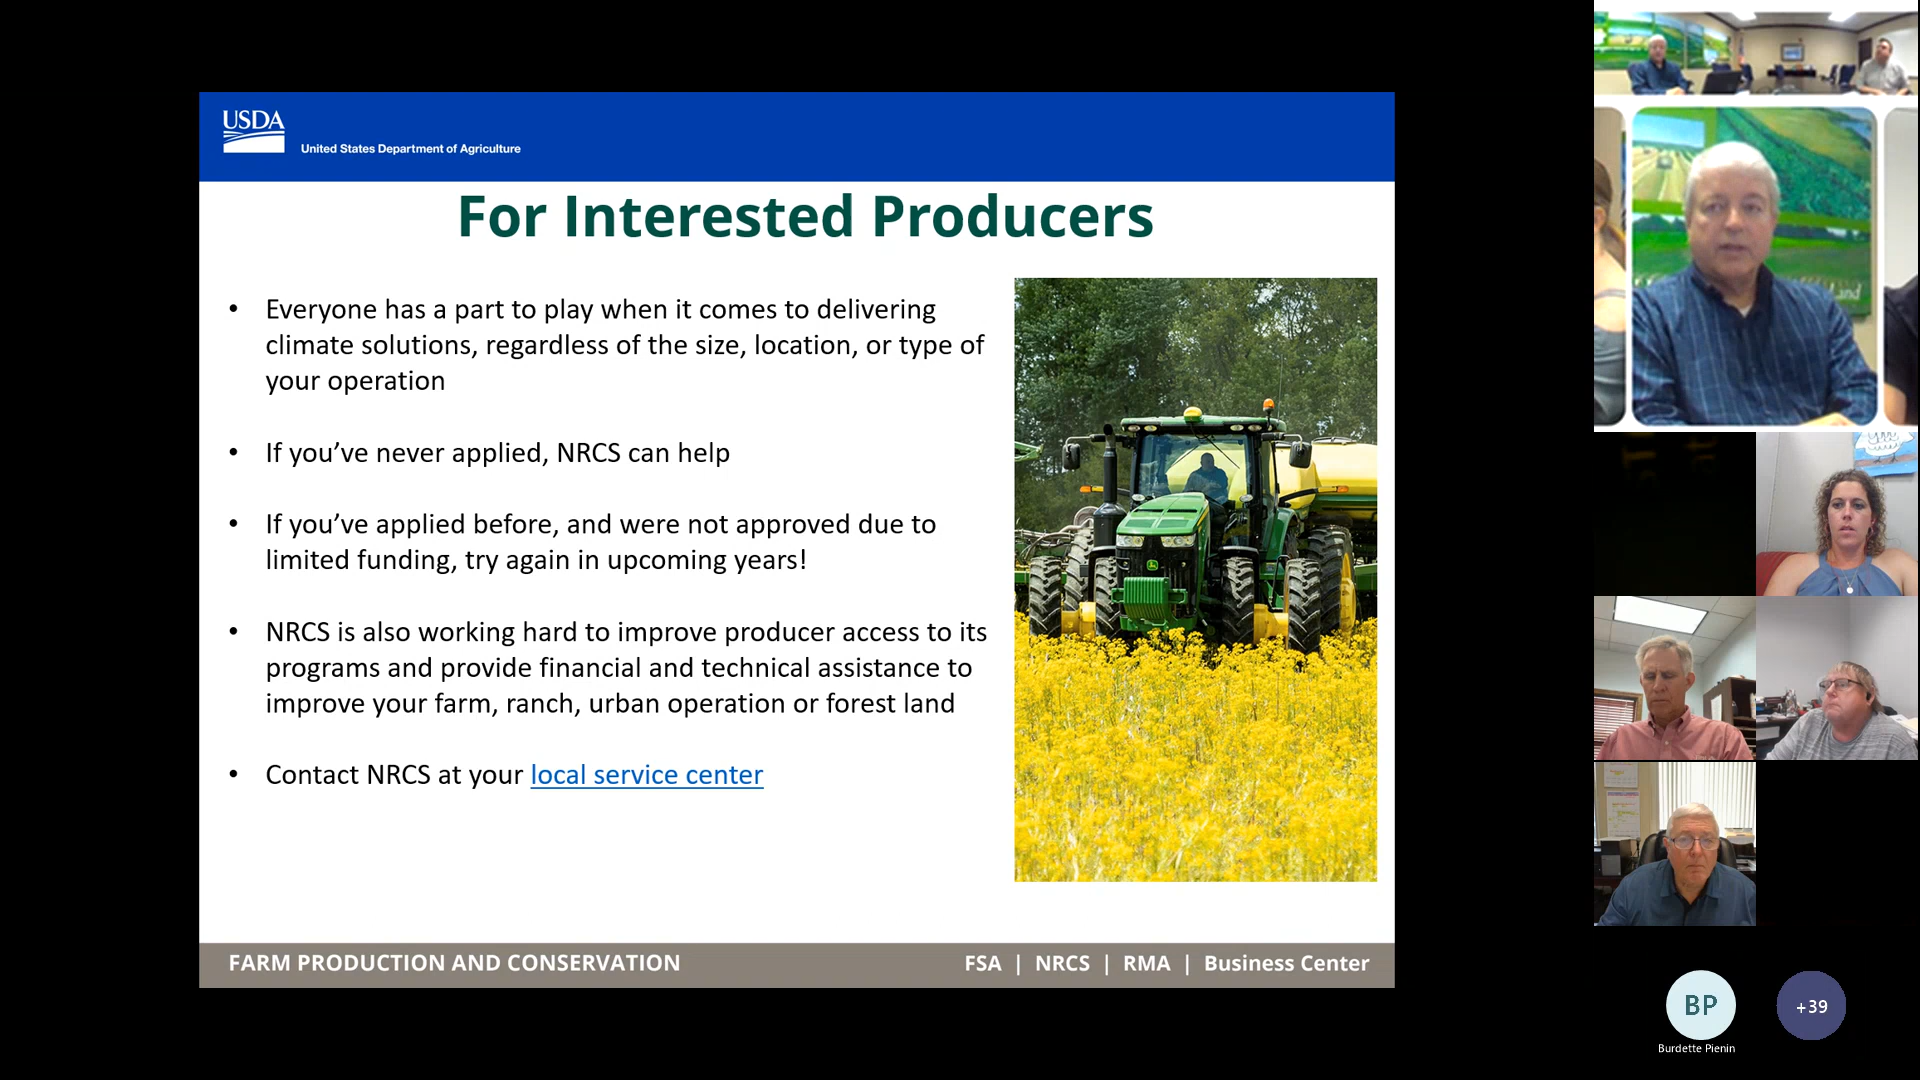 USDA
United States Department of Agriculture
For Interested Producers
• Everyone has a part to play when it comes to delivering
climate solutions, regardless of the size, location, or type of
your operation
• If you’ve never applied, NRCS can help
• If you’ve applied before, and were not approved due to
limited funding, try again in upcoming years!
• NRCS is also working hard to improve producer access to its
programs and provide financial and technical assistance to
improve your farm, ranch, urban operation or forest land
• Contact NRCS at your local service center
FARM PRODUCTION AND CONSERVATION
FSA | NRCS | RMA | Business Center
BP
Burdette Pienin
+39